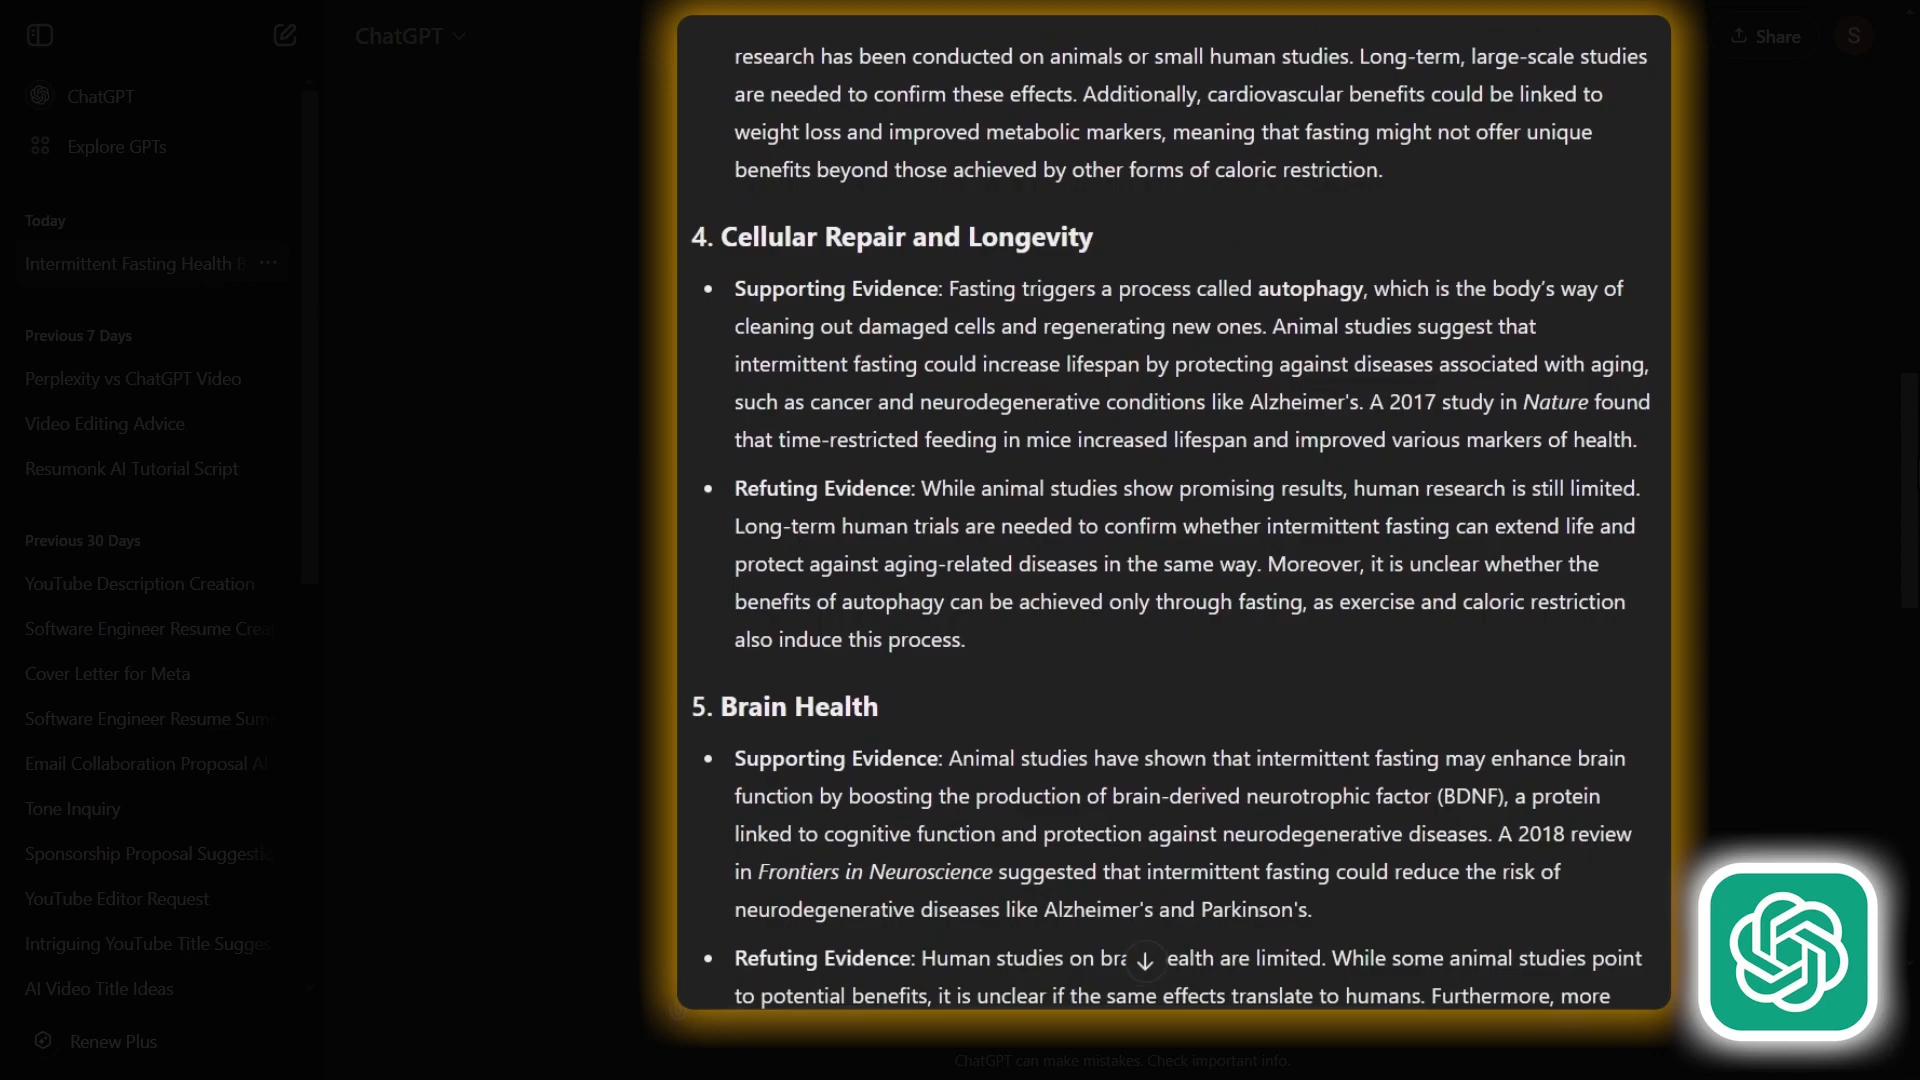 ChatGPT
Share
S
ChatGPT
Explore GPTs
Today
Intermittent Fasting Health B
Previous 7 Days
Perplexity vs ChatGPT Video
Video Editing Advice
Resumonk AI Tutorial Script
Previous 30 Days
YouTube Description Creation
Software Engineer Resume Crea
Cover Letter for Meta
Software Engineer Resume Sum
Email Collaboration Proposal AI
Tone Inquiry
Sponsorship Proposal Suggestic
YouTube Editor Request
Intriguing YouTube Title Sugges
AI Video Title Ideas
Renew Plus
research has been conducted on animals or small human studies. Long-term, large-scale studies
are needed to confirm these effects. Additionally, cardiovascular benefits could be linked to
weight loss and improved metabolic markers, meaning that fasting might not offer unique
benefits beyond those achieved by other forms of caloric restriction.
4. Cellular Repair and Longevity
• Supporting Evidence: Fasting triggers a process called autophagy, which is the body's way of
cleaning out damaged cells and regenerating new ones. Animal studies suggest that
intermittent fasting could increase lifespan by protecting against diseases associated with aging,
such as cancer and neurodegenerative conditions like Alzheimer's. A 2017 study in Nature found
that time-restricted feeding in mice increased lifespan and improved various markers of health.
• Refuting Evidence: While animal studies show promising results, human research is still limited.
Long-term human trials are needed to confirm whether intermittent fasting can extend life and
protect against aging-related diseases in the same way. Moreover, it is unclear whether the
benefits of autophagy can be achieved only through fasting, as exercise and caloric restriction
also induce this process.
5. Brain Health
• Supporting Evidence: Animal studies have shown that intermittent fasting may enhance brain
function by boosting the production of brain-derived neurotrophic factor (BDNF), a protein
linked to cognitive function and protection against neurodegenerative diseases. A 2018 review
in Frontiers in Neuroscience suggested that intermittent fasting could reduce the risk of
neurodegenerative diseases like Alzheimer's and Parkinson's.
• Refuting Evidence: Human studies on bra ealth are limited. While some animal studies point
to potential benefits, it is unclear if the same effects translate to humans. Furthermore, more
ChatGPT can make mistakes. Check important info.